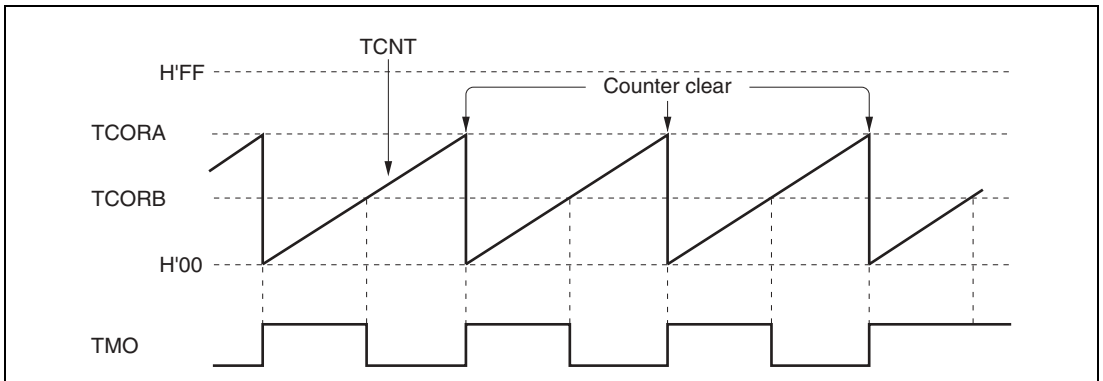 TCNT
H'FF
Counter clear
TCORA
TCORB
H'00
TMO